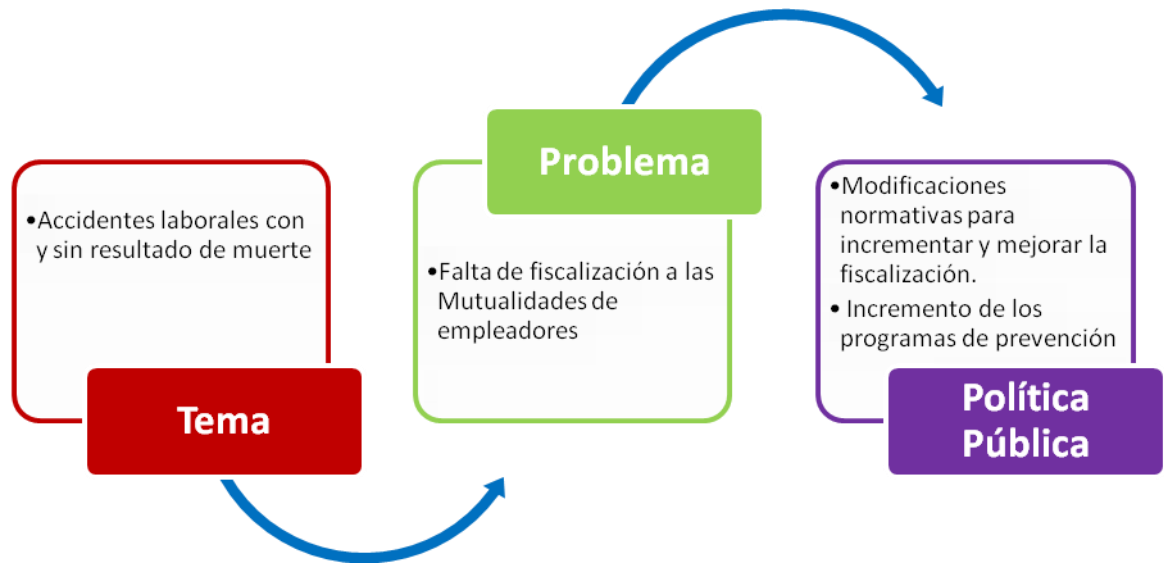 •Accidentes laborales con
y sin resultado de muerte
Tema
Problema
•Falta de fiscalización a las
Mutualidades de
empleadores
•Modificaciones
normativas para
incrementar y mejorar la
fiscalización.
• Incremento de los
programas de prevención
Política
Pública